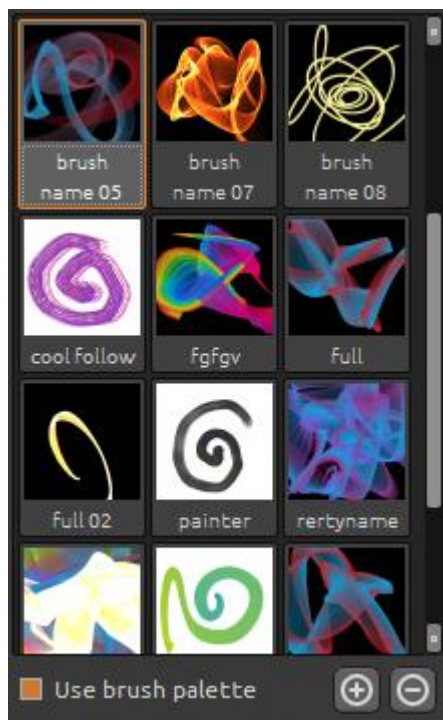 brush
name 05
brush
name 07
brush
name 08
cool follow
fgfgv
full
full 02
painter
rertyname
Use brush palette